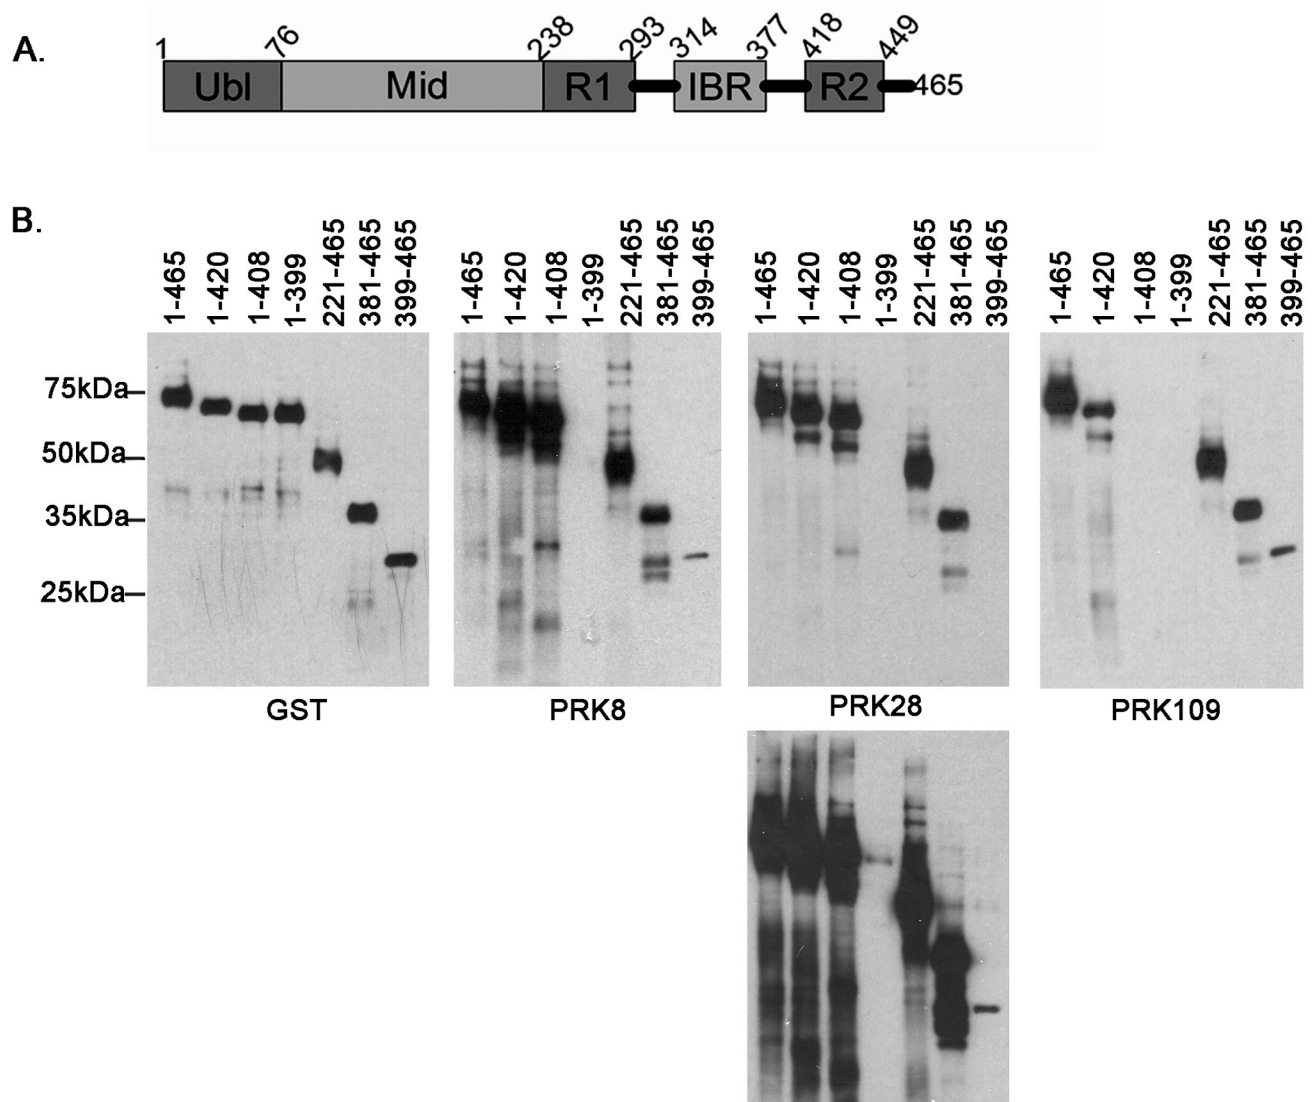 A.
1 76 238 293 314 377 418 449
Ubl Mid R1 IBR R2 465
B.
1-465 1-420 1-408 1-399 221-465 381-465 399-465
1-465 1-420 1-408 1-399 221-465 381-465 399-465
1-465 1-420 1-408 1-399 221-465 381-465 399-465
1-465 1-420 1-408 1-399 221-465 381-465 399-465
75kDa
50kDa
35kDa
25kDa
GST PRK8 PRK28 PRK109